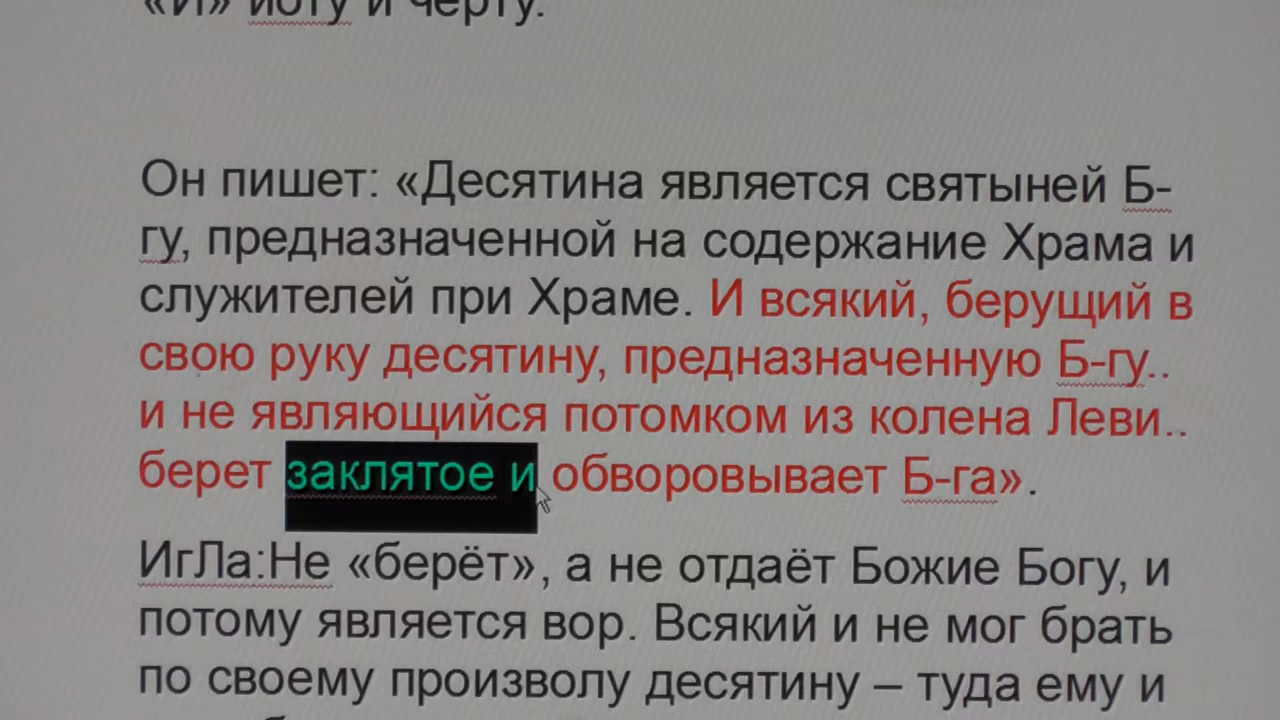 «И» йоту и черту.
Он пишет: «Десятина является святыней Б-
гу, предназначенной на содержание Храма и
служителей при Храме. И всякий, берущий в
свою руку десятину, предназначенную Б-гу..
и не являющийся потомком из колена Леви..
берет заклятое и обворовывает Б-га».
ИгЛа:Не «берёт», а не отдаёт Божие Богу, и
потому является вор. Всякий и не мог брать
по своему произволу десятину – туда ему и